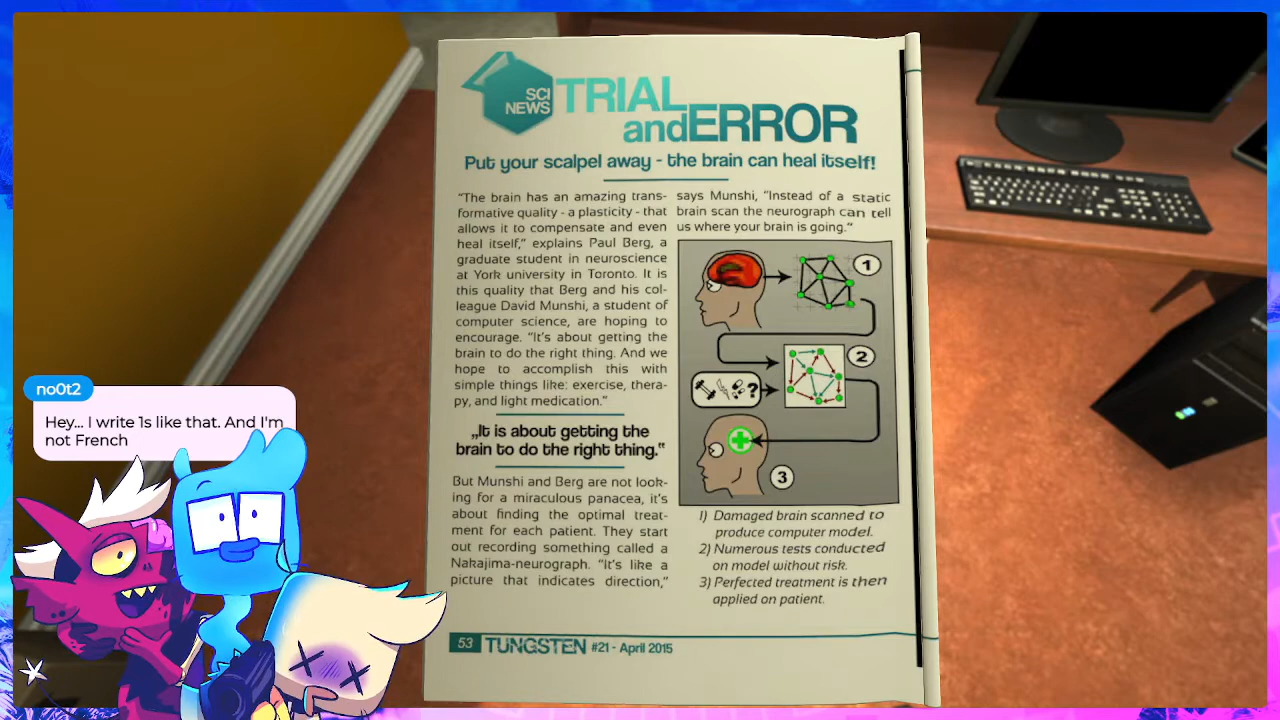 SCI
NEWS
TRIAL
andERROR
Put your scalpel away - the brain can heal itself!
"The brain has an amazing trans-
formative quality - a plasticity - that
allows it to compensate and even
heal itself," explains Paul Berg, a
graduate student in neuroscience
at York university in Toronto. It is
this quality that Berg and his col-
league David Munshi, a student of
computer science, are hoping to
encourage. "It's about getting the
brain to do the right thing. And we
hope to accomplish this with
simple things like: exercise, thera-
py, and light medication."
„It is about getting the
brain to do the right thing."
But Munshi and Berg are not look-
ing for a miraculous panacea, it's
about finding the optimal treat-
ment for each patient. They start
out recording something called a
Nakajima-neurograph. "It's like a
picture that indicates direction,"
says Munshi, "Instead of a static
brain scan the neurograph can tell
us where your brain is going."
1
2
?
3
1) Damaged brain scanned to
produce computer model.
2) Numerous tests conducted
on model without risk.
3) Perfected treatment is then
applied on patient.
53 TUNGSTEN #21 - April 2015
no0t2
Hey... I write 1s like that. And I'm
not French